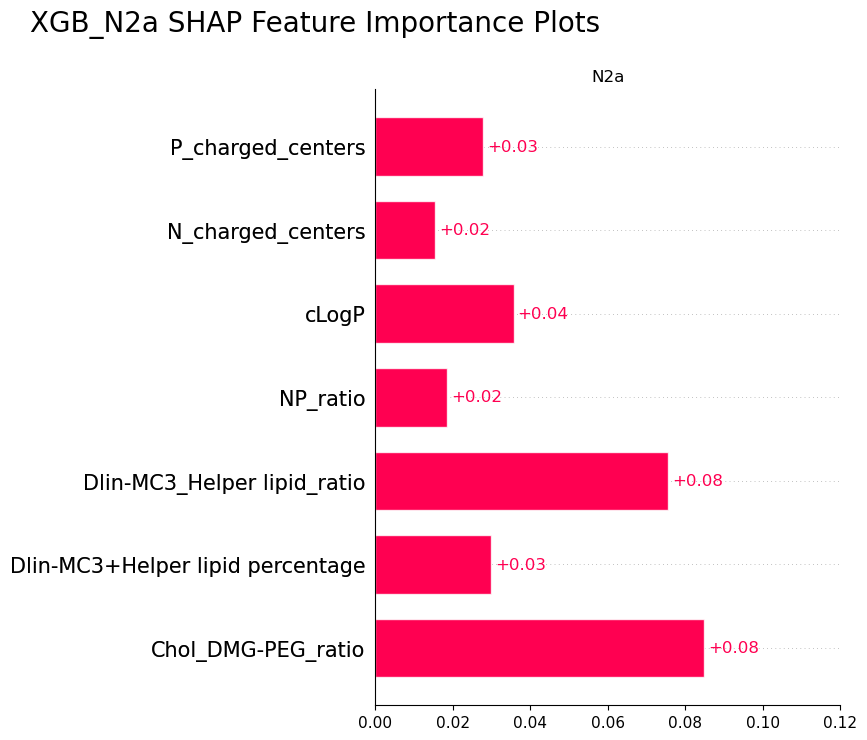 XGB_N2a SHAP Feature Importance Plots
N2a
P_charged_centers +0.03
N_charged_centers +0.02
cLogP +0.04
NP_ratio +0.02
Dlin-MC3_Helper lipid_ratio +0.08
Dlin-MC3+Helper lipid percentage +0.03
Chol_DMG-PEG_ratio +0.08
0.00 0.02 0.04 0.06 0.08 0.10 0.12